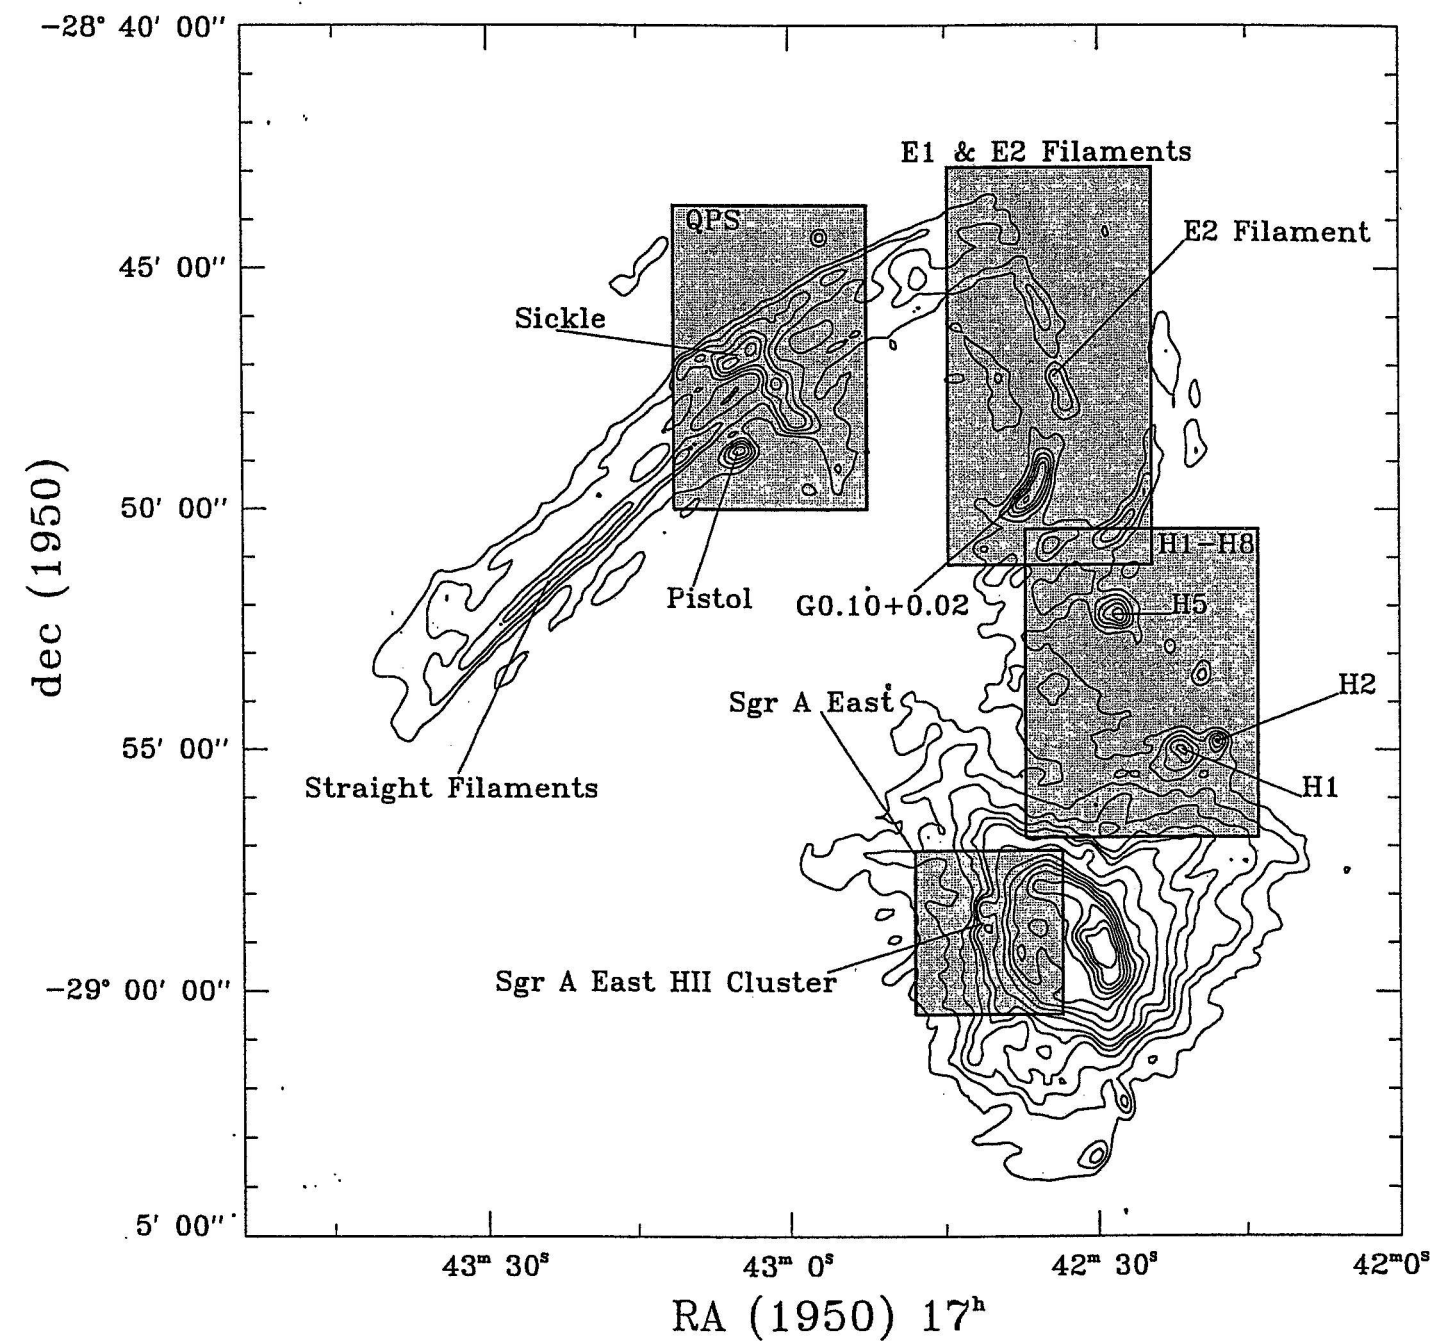 -28° 40' 00"
E1 & E2 Filaments
QPS
E2 Filament
45' 00"
Sickle
50' 00"
H1-H8
Pistol
G0.10+0.02
H5
dec (1950)
Sgr A East
H2
55' 00"
Straight Filaments
H1
Sgr A East HII Cluster
-29° 00' 00"
5' 00"
43ᵐ 30ˢ
43ᵐ 0ˢ
42ᵐ 30ˢ
42ᵐ0ˢ
RA (1950) 17ʰ